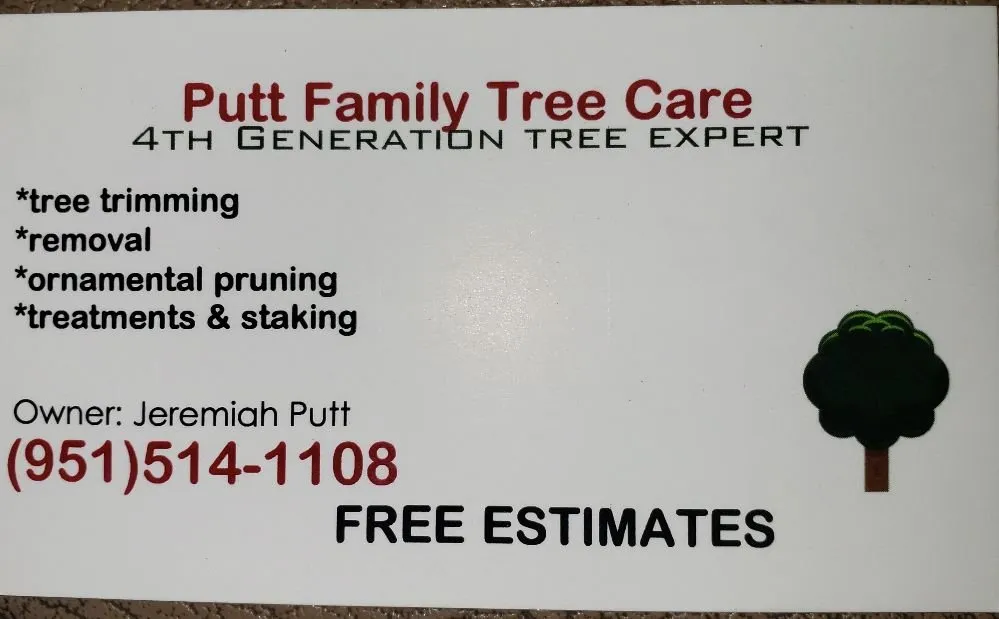 Putt Family Tree Care
4TH GENERATION TREE EXPERT
*tree trimming
*removal
*ornamental pruning
*treatments & staking
Owner: Jeremiah Putt
(951)514-1108
FREE ESTIMATES